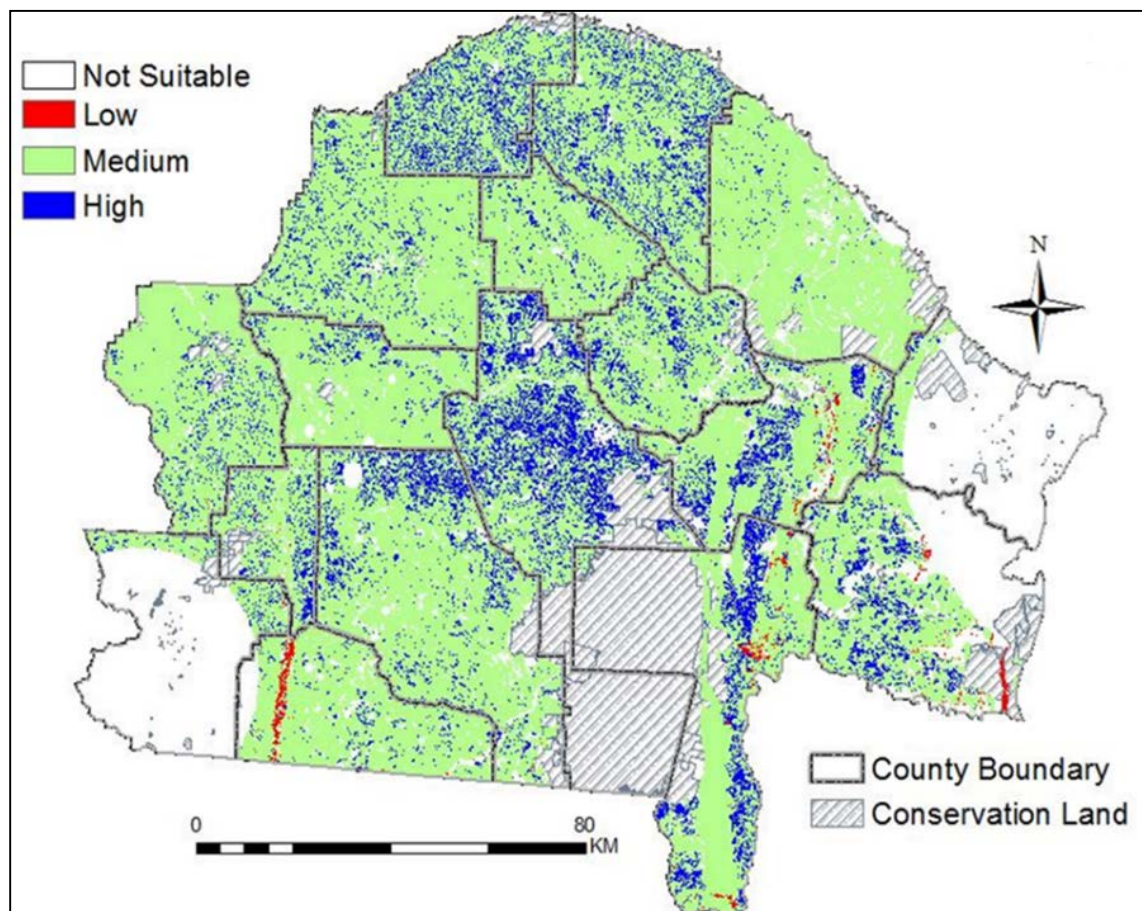 Not Suitable
Low
Medium
High
N
County Boundary
Conservation Land
0 80
KM